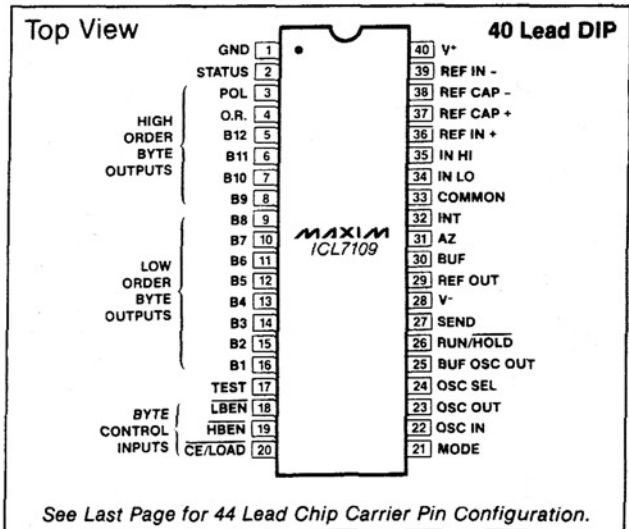 Top View
40 Lead DIP
GND 1
STATUS 2
POL 3
O.R. 4
B12 5
B11 6
B10 7
B9 8
HIGH
ORDER
BYTE
OUTPUTS
B8 9
B7 10
B6 11
B5 12
B4 13
B3 14
B2 15
B1 16
LOW
ORDER
BYTE
OUTPUTS
TEST 17
LBEN 18
HBEN 19
CE/LOAD 20
BYTE
CONTROL
INPUTS
MAXIM
ICL7109
40 V+
39 REF IN -
38 REF CAP -
37 REF CAP +
36 REF IN +
35 IN HI
34 IN LO
33 COMMON
32 INT
31 AZ
30 BUF
29 REF OUT
28 V-
27 SEND
26 RUN/HOLD
25 BUF OSC OUT
24 OSC SEL
23 OSC OUT
22 OSC IN
21 MODE
See Last Page for 44 Lead Chip Carrier Pin Configuration.